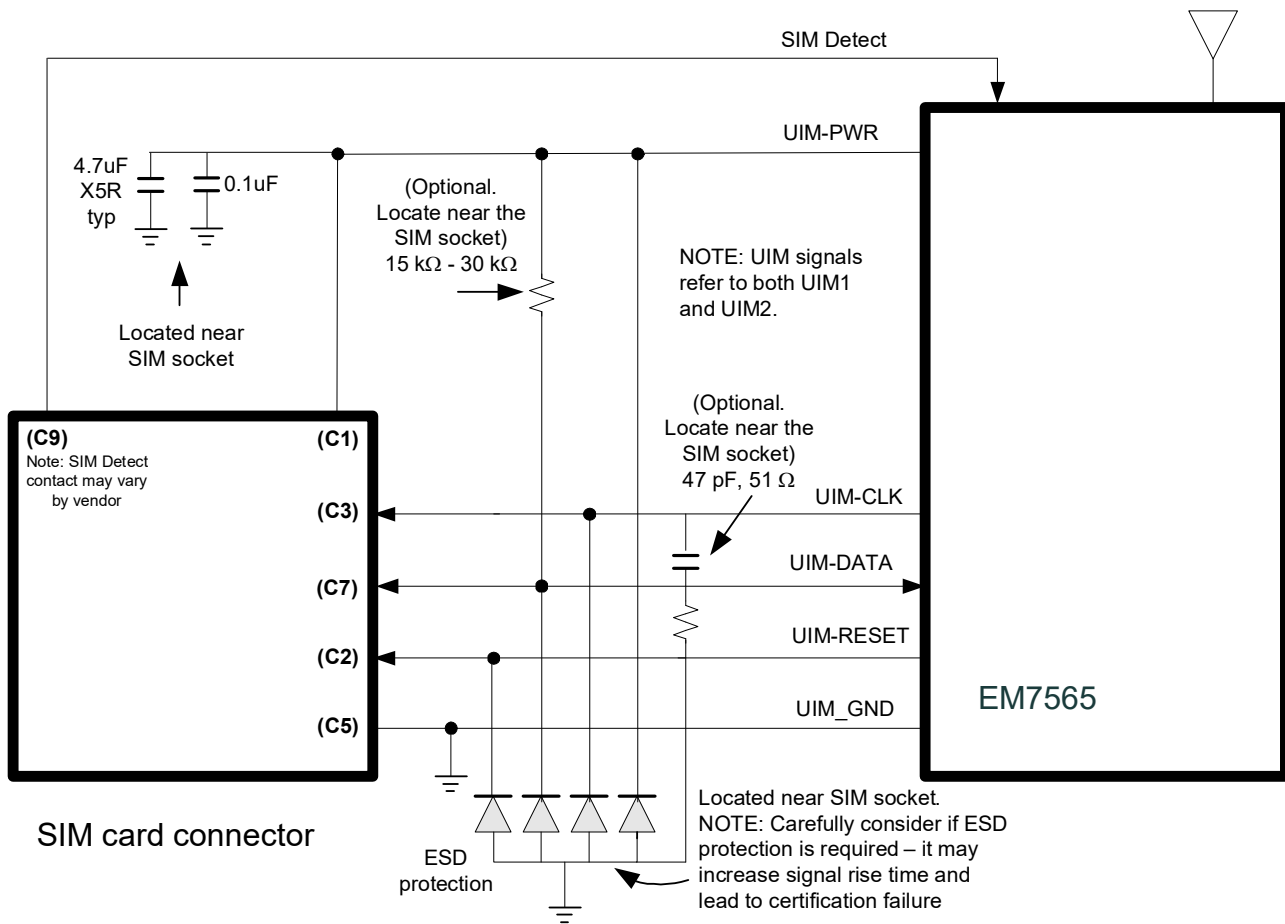 SIM Detect
UIM-PWR
4.7uF
X5R
typ
0.1uF
(Optional.
Locate near the
SIM socket)
15 kΩ - 30 kΩ
NOTE: UIM signals
refer to both UIM1
and UIM2.
Located near
SIM socket
(Optional.
Locate near the
SIM socket)
47 pF, 51 Ω
(C9)
Note: SIM Detect
contact may vary
by vendor
(C1)
(C3)
UIM-CLK
(C7)
UIM-DATA
(C2)
UIM-RESET
(C5)
UIM_GND
EM7565
SIM card connector
ESD
protection
Located near SIM socket.
NOTE: Carefully consider if ESD
protection is required – it may
increase signal rise time and
lead to certification failure